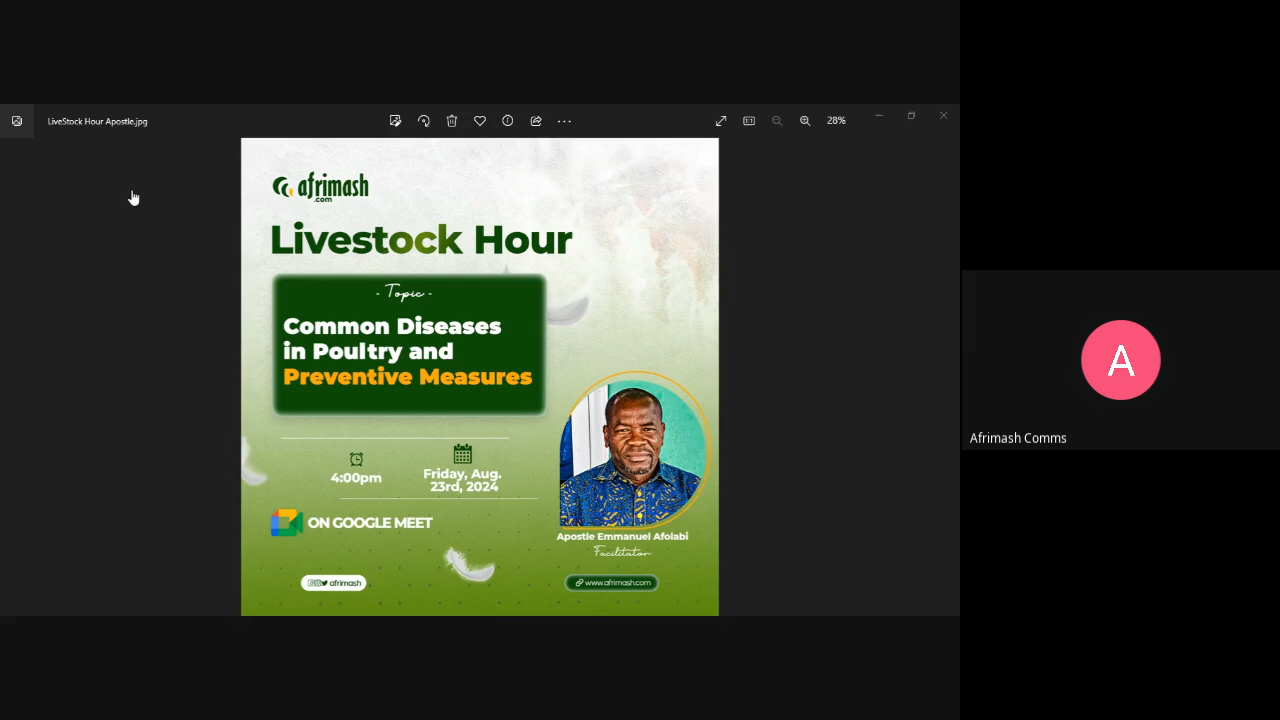 LiveStock Hour Apostle.jpg
28%
afrimash
.com
Livestock Hour
- Topic -
Common Diseases
in Poultry and
Preventive Measures
4:00pm
Friday, Aug.
23rd, 2024
ON GOOGLE MEET
Apostle Emmanuel Afolabi
Facilitator
afrimash
www.afrimash.com
A
Afrimash Comms